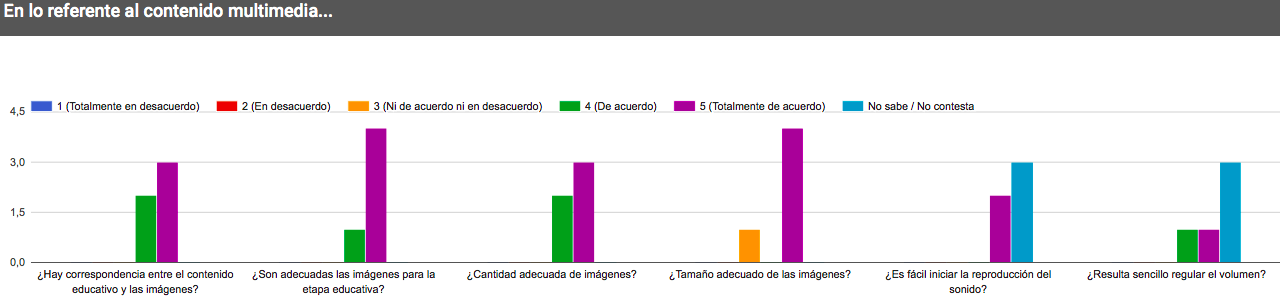 En lo referente al contenido multimedia...
1 (Totalmente en desacuerdo) 2 (En desacuerdo) 3 (Ni de acuerdo ni en desacuerdo) 4 (De acuerdo) 5 (Totalmente de acuerdo) No sabe / No contesta
4,5
3,0
1,5
0,0
¿Hay correspondencia entre el contenido
educativo y las imágenes?
¿Son adecuadas las imágenes para la
etapa educativa?
¿Cantidad adecuada de imágenes?
¿Tamaño adecuado de las imágenes?
¿Es fácil iniciar la reproducción del
sonido?
¿Resulta sencillo regular el volumen?